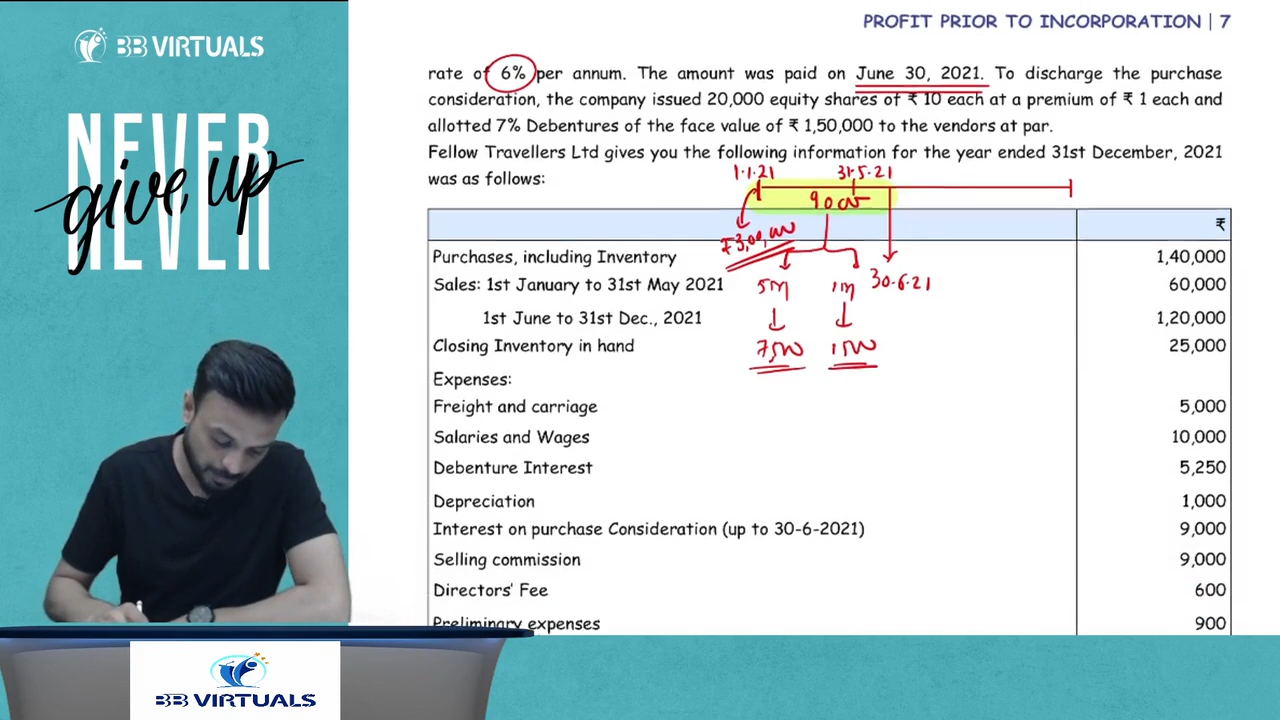 PROFIT PRIOR TO INCORPORATION | 7
BB VIRTUALS
NEVER
give up
NEVER
rate of 6% per annum. The amount was paid on June 30, 2021. To discharge the purchase
consideration, the company issued 20,000 equity shares of ₹ 10 each at a premium of ₹ 1 each and
allotted 7% Debentures of the face value of ₹ 1,50,000 to the vendors at par.
Fellow Travellers Ltd gives you the following information for the year ended 31st December, 2021
was as follows:
1.1.21 31.5.21
9000
₹3,00,000
₹
Purchases, including Inventory 1,40,000
Sales: 1st January to 31st May 2021 5m 1m 30.6.21 60,000
1st June to 31st Dec., 2021 1,20,000
Closing Inventory in hand 7,500 1500 25,000
Expenses:
Freight and carriage 5,000
Salaries and Wages 10,000
Debenture Interest 5,250
Depreciation 1,000
Interest on purchase Consideration (up to 30-6-2021) 9,000
Selling commission 9,000
Directors' Fee 600
Preliminary expenses 900
BB VIRTUALS